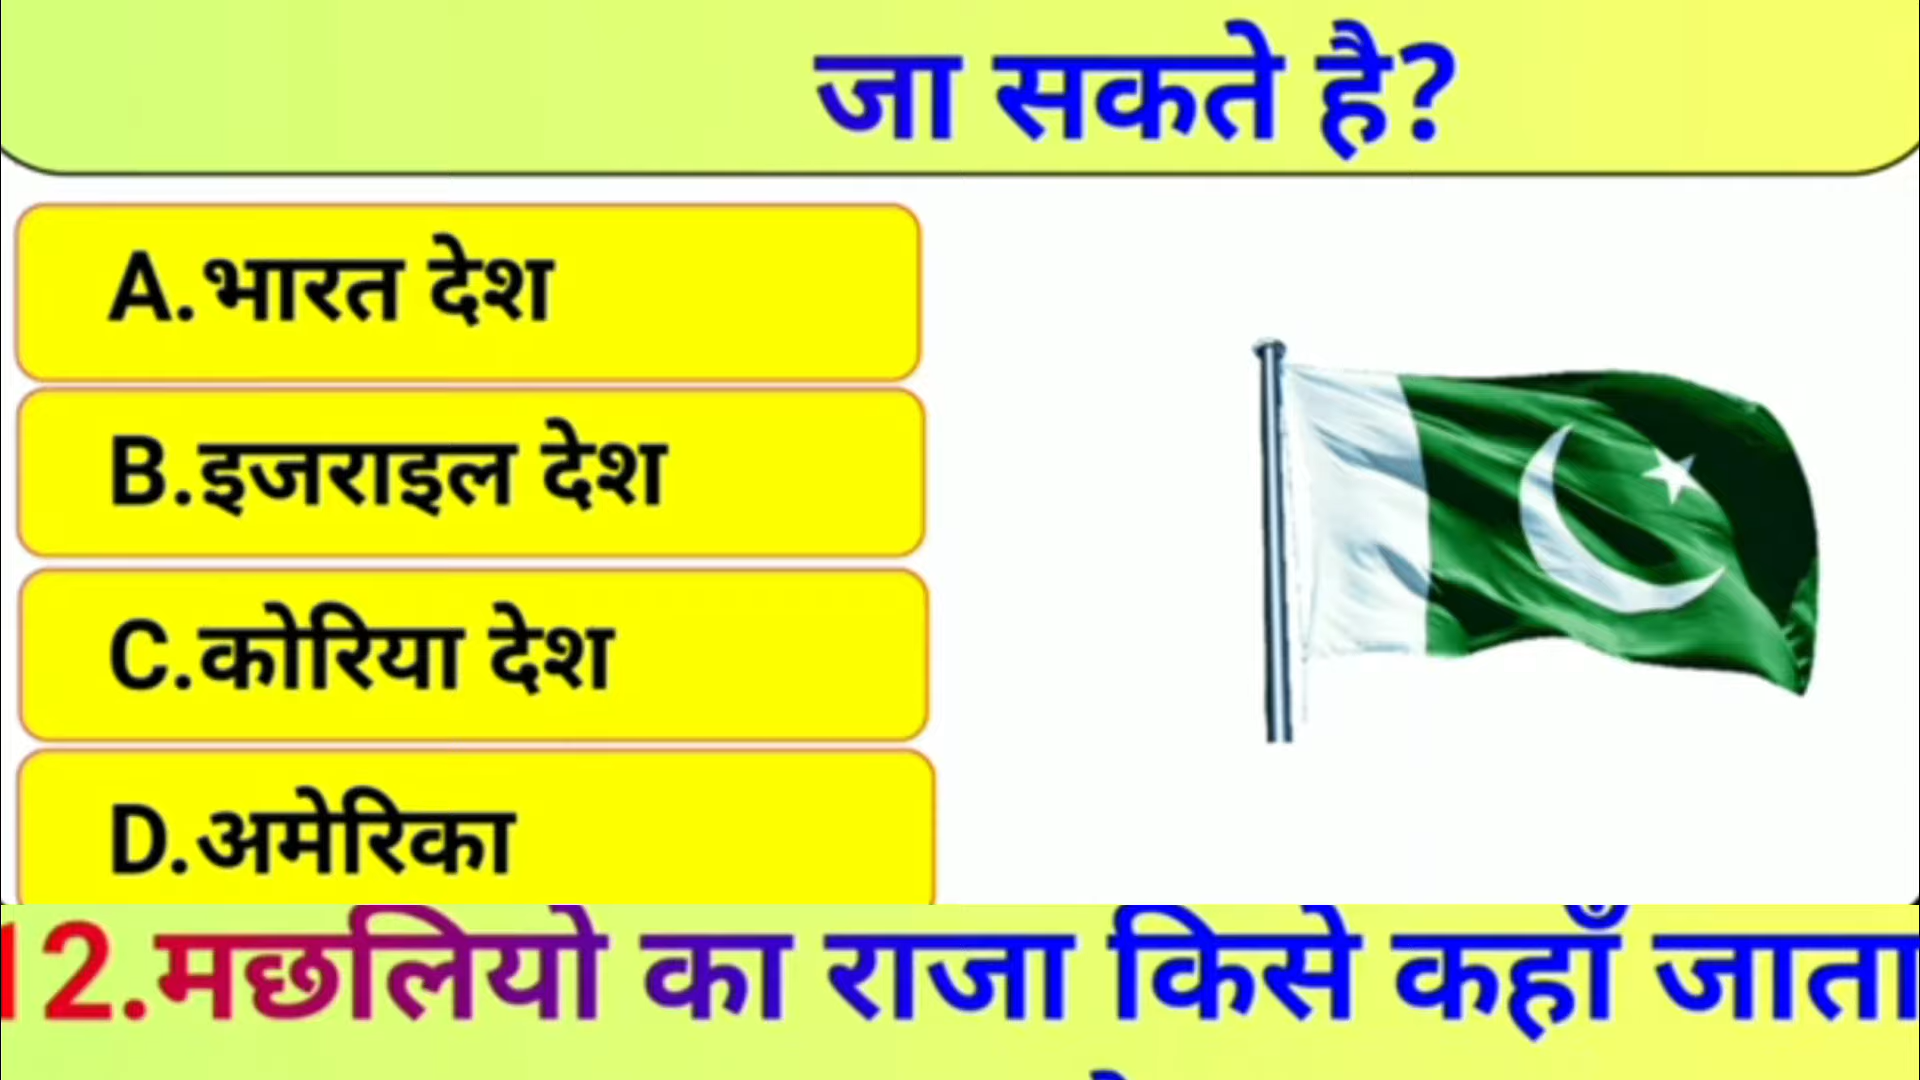 जा सकते है?
A.भारत देश
B.इजराइल देश
C.कोरिया देश
D.अमेरिका
12.मछलियो का राजा किसे कहाँ जाता